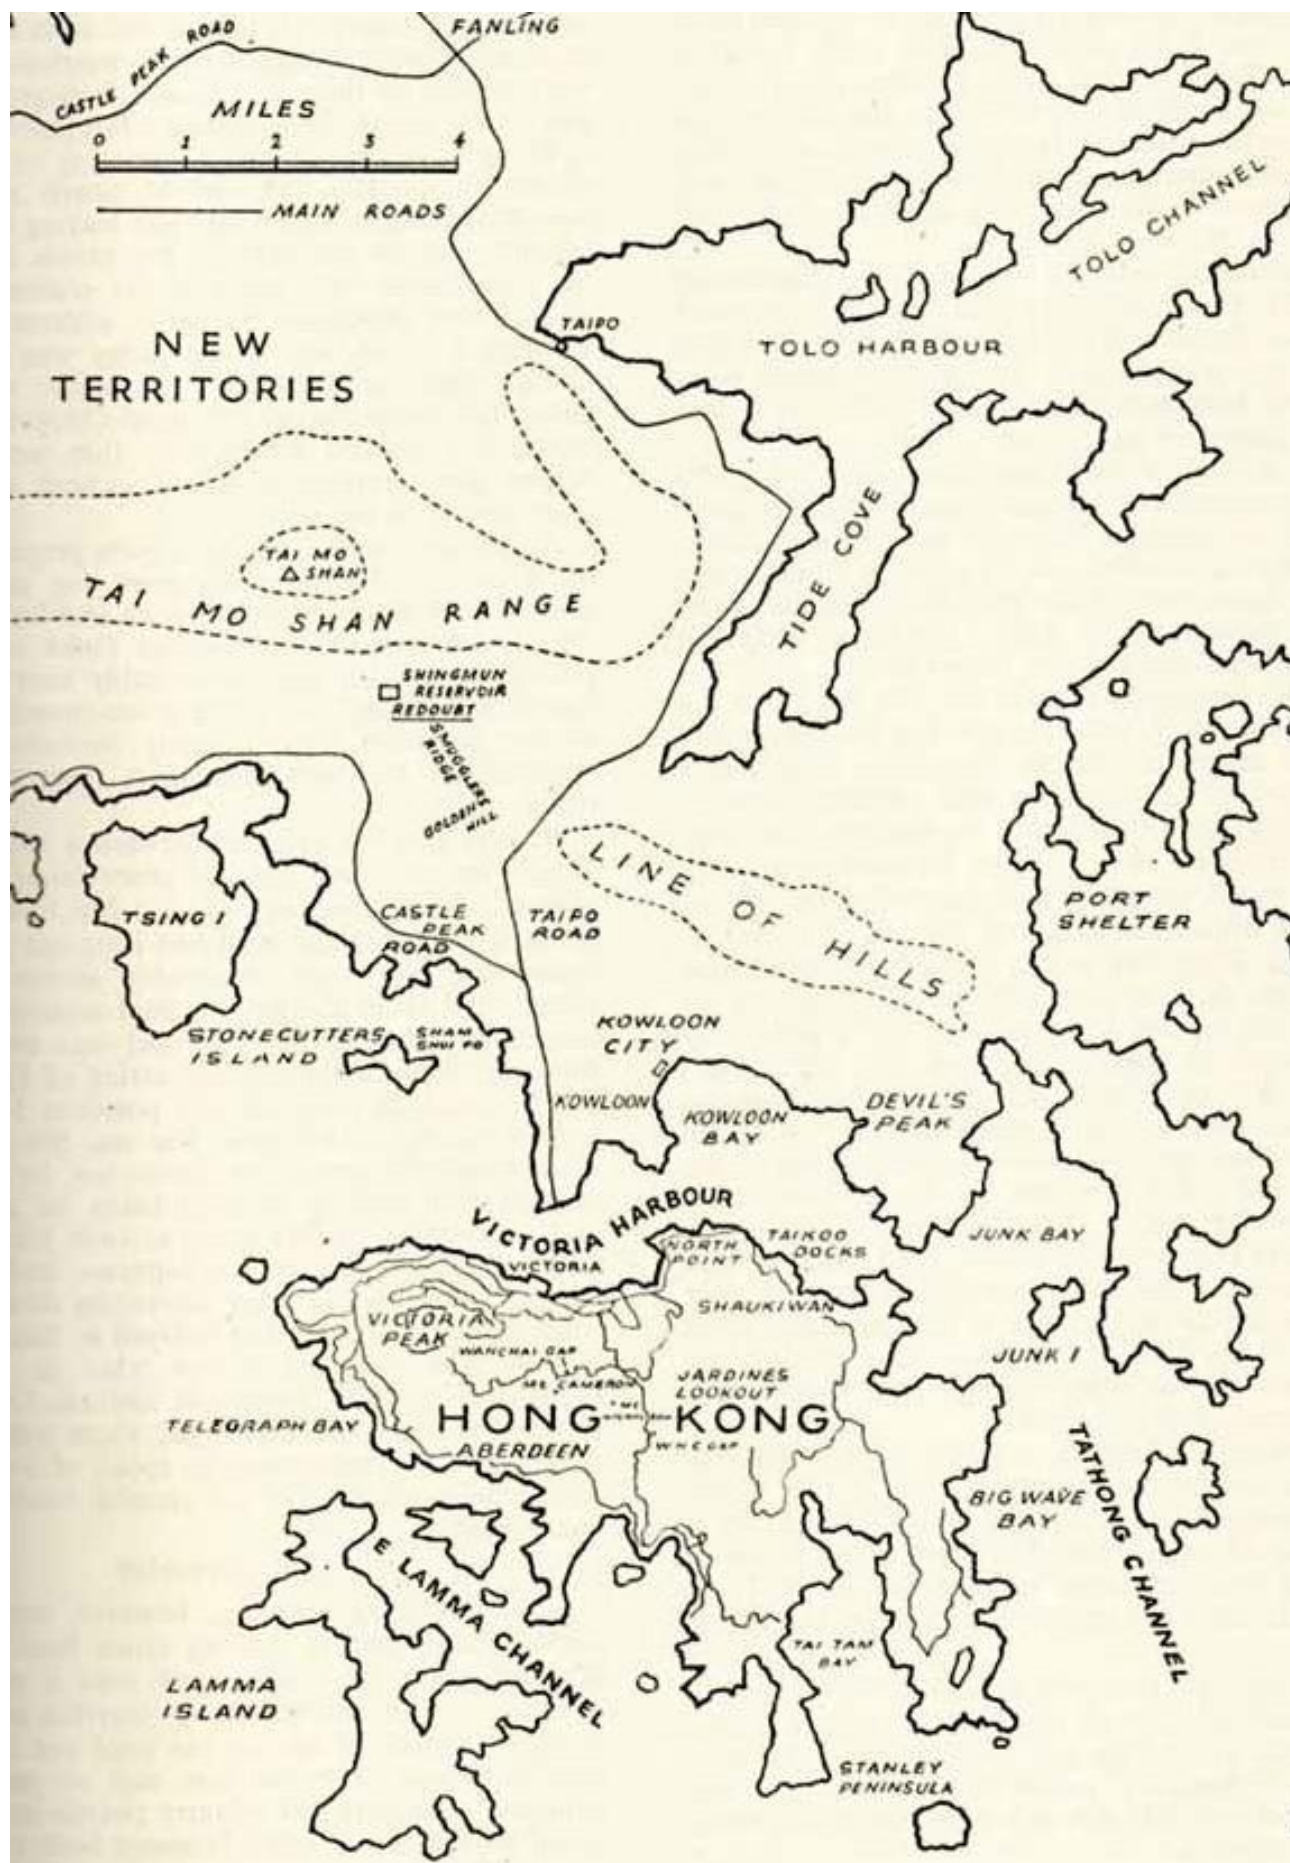 FANLING
CASTLE PEAK ROAD
MILES
0 1 2 3 4
MAIN ROADS
TOLO CHANNEL
TAIPO
TOLO HARBOUR
NEW
TERRITORIES
TIDE COVE
TAI MO
SHAN
TAI MO SHAN RANGE
SHINGMUN
RESERVOIR
REDOUBT
SMUGGLERS
RIDGE
GOLDEN
HILL
LINE OF HILLS
PORT
SHELTER
TSING I
CASTLE
PEAK
ROAD
TAIPO
ROAD
STONECUTTERS
ISLAND
SHAM
SHUI PO
KOWLOON
CITY
KOWLOON
KOWLOON
BAY
DEVIL'S
PEAK
VICTORIA HARBOUR
VICTORIA
NORTH
POINT
TAIKOO
DOCKS
JUNK BAY
SHAUKIWAN
VICTORIA
PEAK
WANCHAI GAP
MT. CAMERON
JARDINES
LOOKOUT
JUNK I
HONG KONG
TELEGRAPH BAY
ABERDEEN
W.N.C GAP
BIG WAVE
BAY
TATHONG CHANNEL
E LAMMA CHANNEL
LAMMA
ISLAND
TAI TAM
BAY
STANLEY
PENINSULA